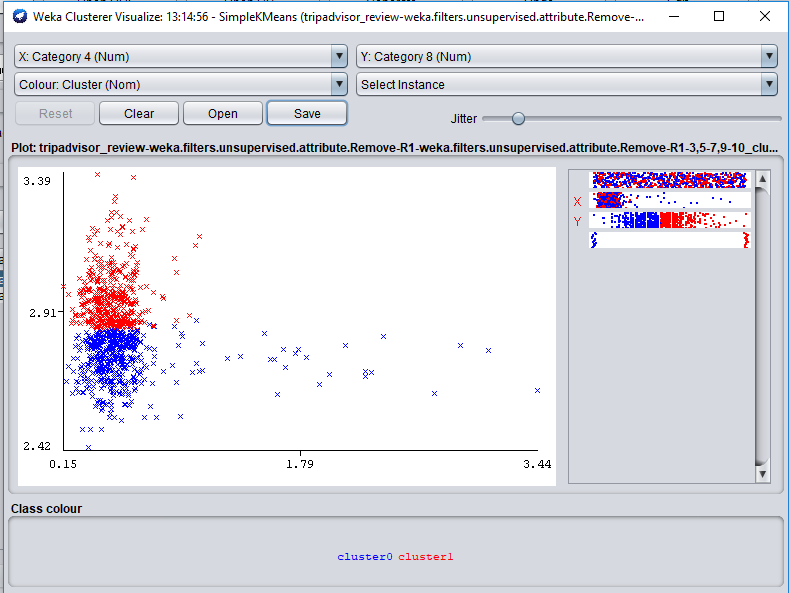 Weka Clusterer Visualize: 13:14:56 - SimpleKMeans (tripadvisor_review-weka.filters.unsupervised.attribute.Remove-...
X: Category 4 (Num) Y: Category 8 (Num)
Colour: Cluster (Nom) Select Instance
Reset Clear Open Save Jitter
Plot: tripadvisor_review-weka.filters.unsupervised.attribute.Remove-R1-weka.filters.unsupervised.attribute.Remove-R1-3,5-7,9-10_clu...
3.39
X
Y
2.91
2.42
0.15 1.79 3.44
Class colour
cluster0 cluster1